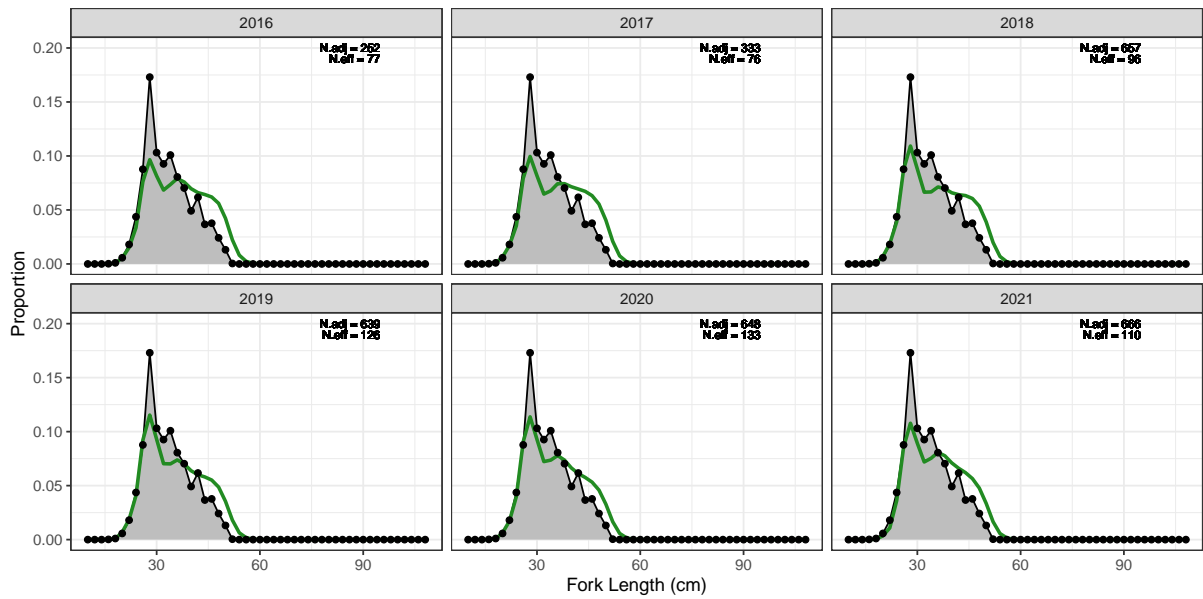 2016 2017 2018
N.adj = 252 N.adj = 333 N.adj = 657
N.eff = 77 N.eff = 76 N.eff = 96
0.20
0.15
0.10
0.05
0.00
2019 2020 2021
N.adj = 639 N.adj = 648 N.adj = 666
N.eff = 126 N.eff = 133 N.eff = 110
0.20
0.15
0.10
0.05
0.00
Proportion
30 60 90 30 60 90 30 60 90
Fork Length (cm)